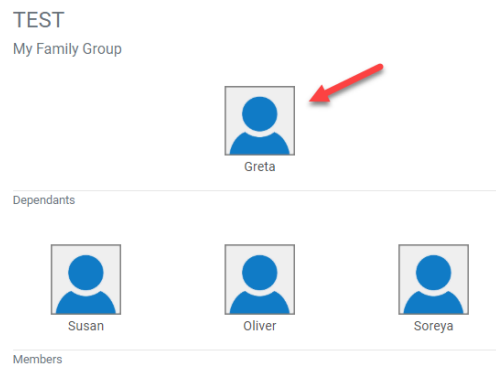 TEST
My Family Group
Greta
Dependants
Susan Oliver Soreya
Members